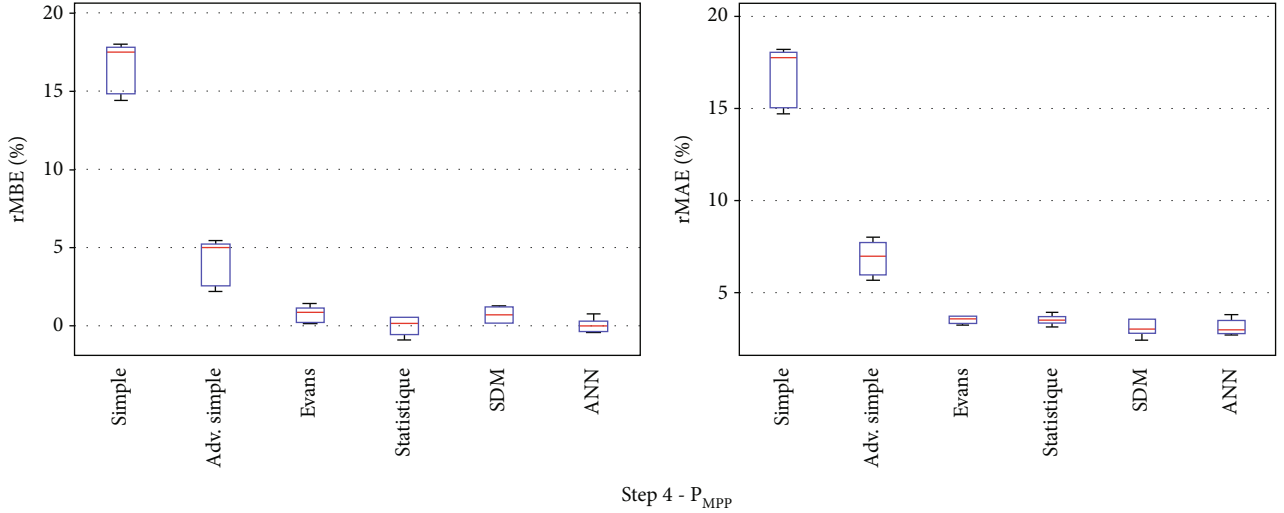 20
15
10
5
0
rMBE (%)
Simple
Adv. simple
Evans
Statistique
SDM
ANN
20
15
10
5
rMAE (%)
Simple
Adv. simple
Evans
Statistique
SDM
ANN
Step 4 - P_MPP